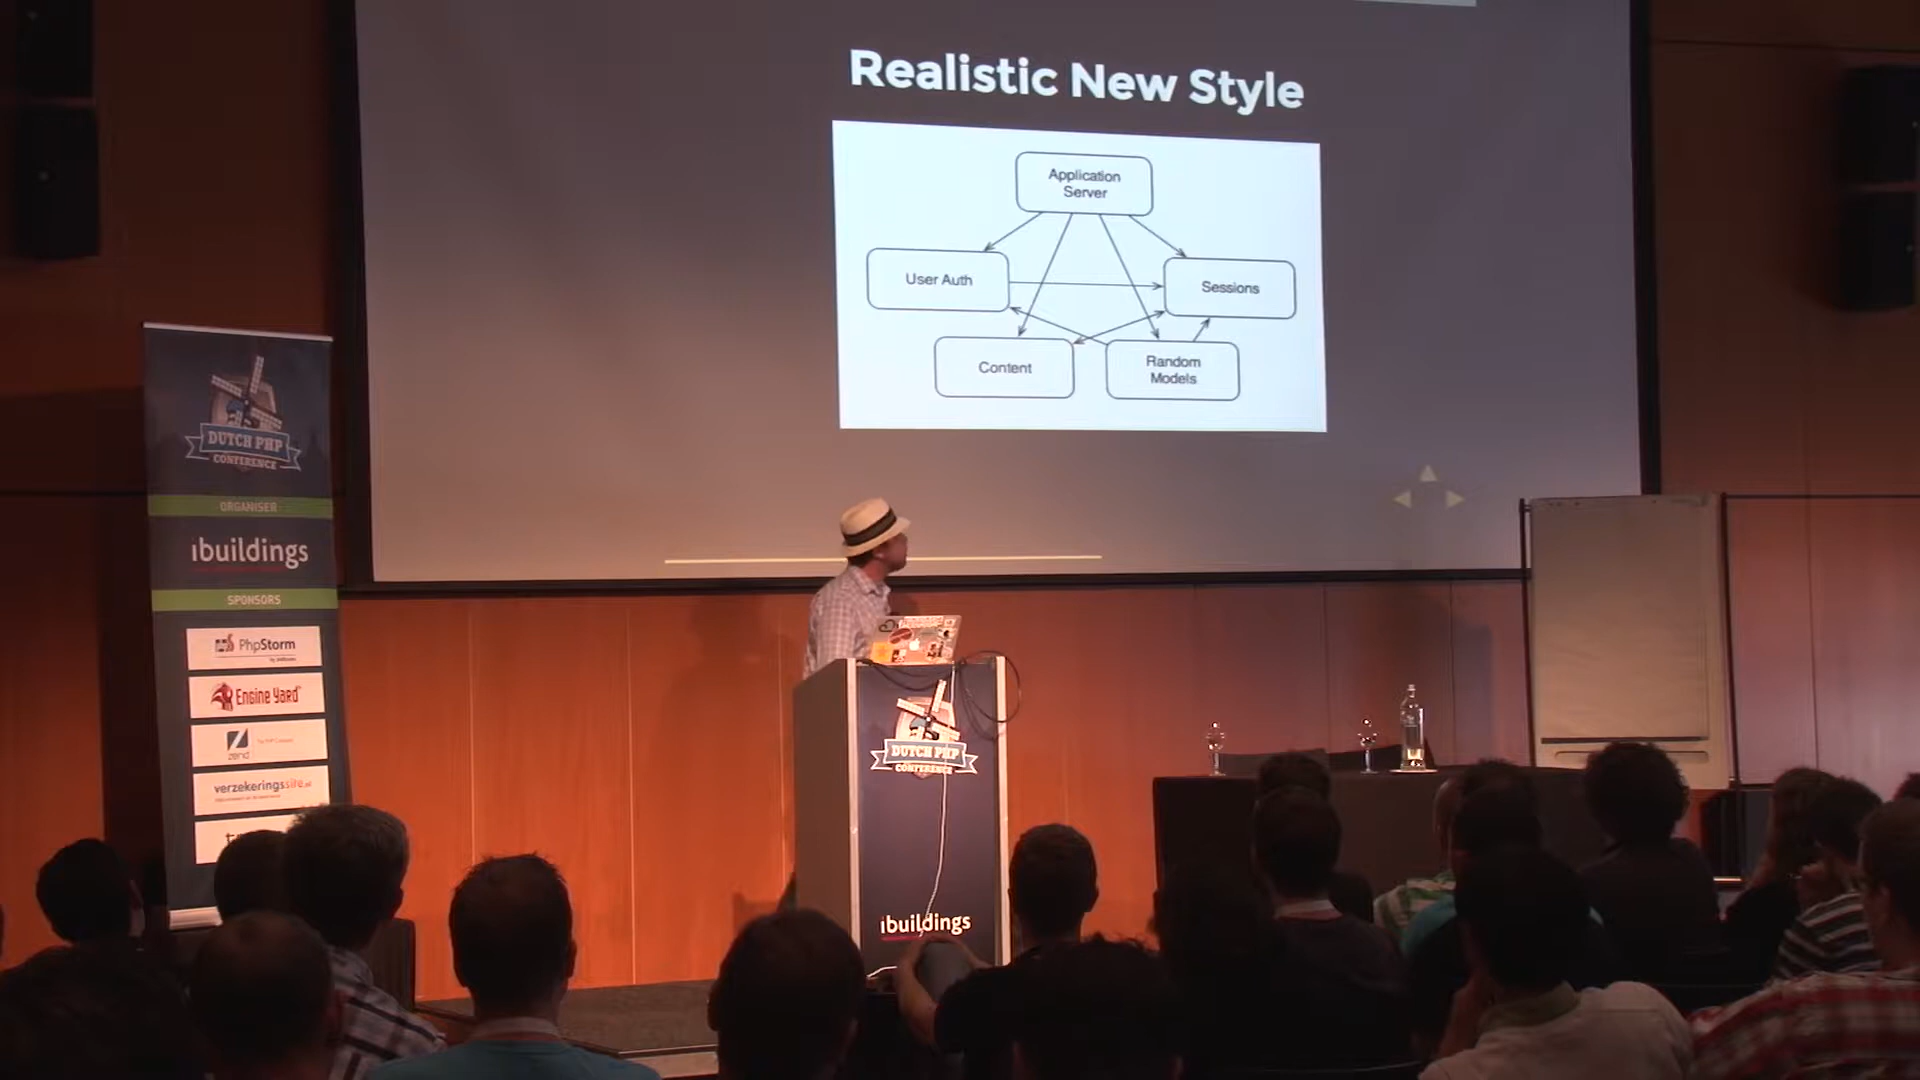 Realistic New Style
Application
Server
User Auth
Sessions
Content
Random
Models
DUTCH PHP
CONFERENCE
ORGANISER
ibuildings
SPONSORS
PhpStorm
Engine Yard
zend
verzekeringssite.nl
DUTCH PHP
CONFERENCE
ibuildings